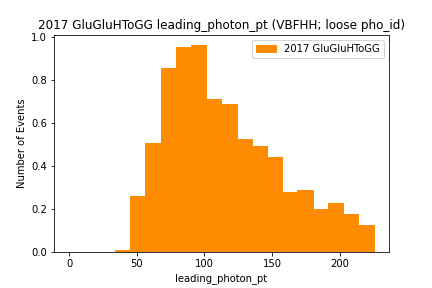 2017 GluGluHToGG leading_photon_pt (VBFHH; loose pho_id)
1.0
2017 GluGluHToGG
0.8
0.6
0.4
0.2
0.0
Number of Events
0 50 100 150 200
leading_photon_pt